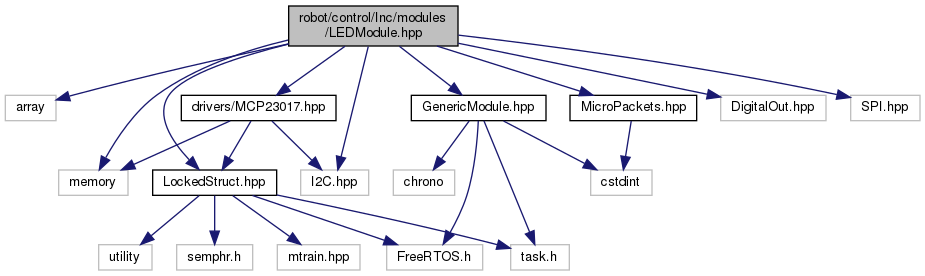 robot/control/Inc/modules
/LEDModule.hpp
array
drivers/MCP23017.hpp
GenericModule.hpp
MicroPackets.hpp
DigitalOut.hpp
SPI.hpp
memory
LockedStruct.hpp
I2C.hpp
chrono
cstdint
utility
semphr.h
mtrain.hpp
FreeRTOS.h
task.h